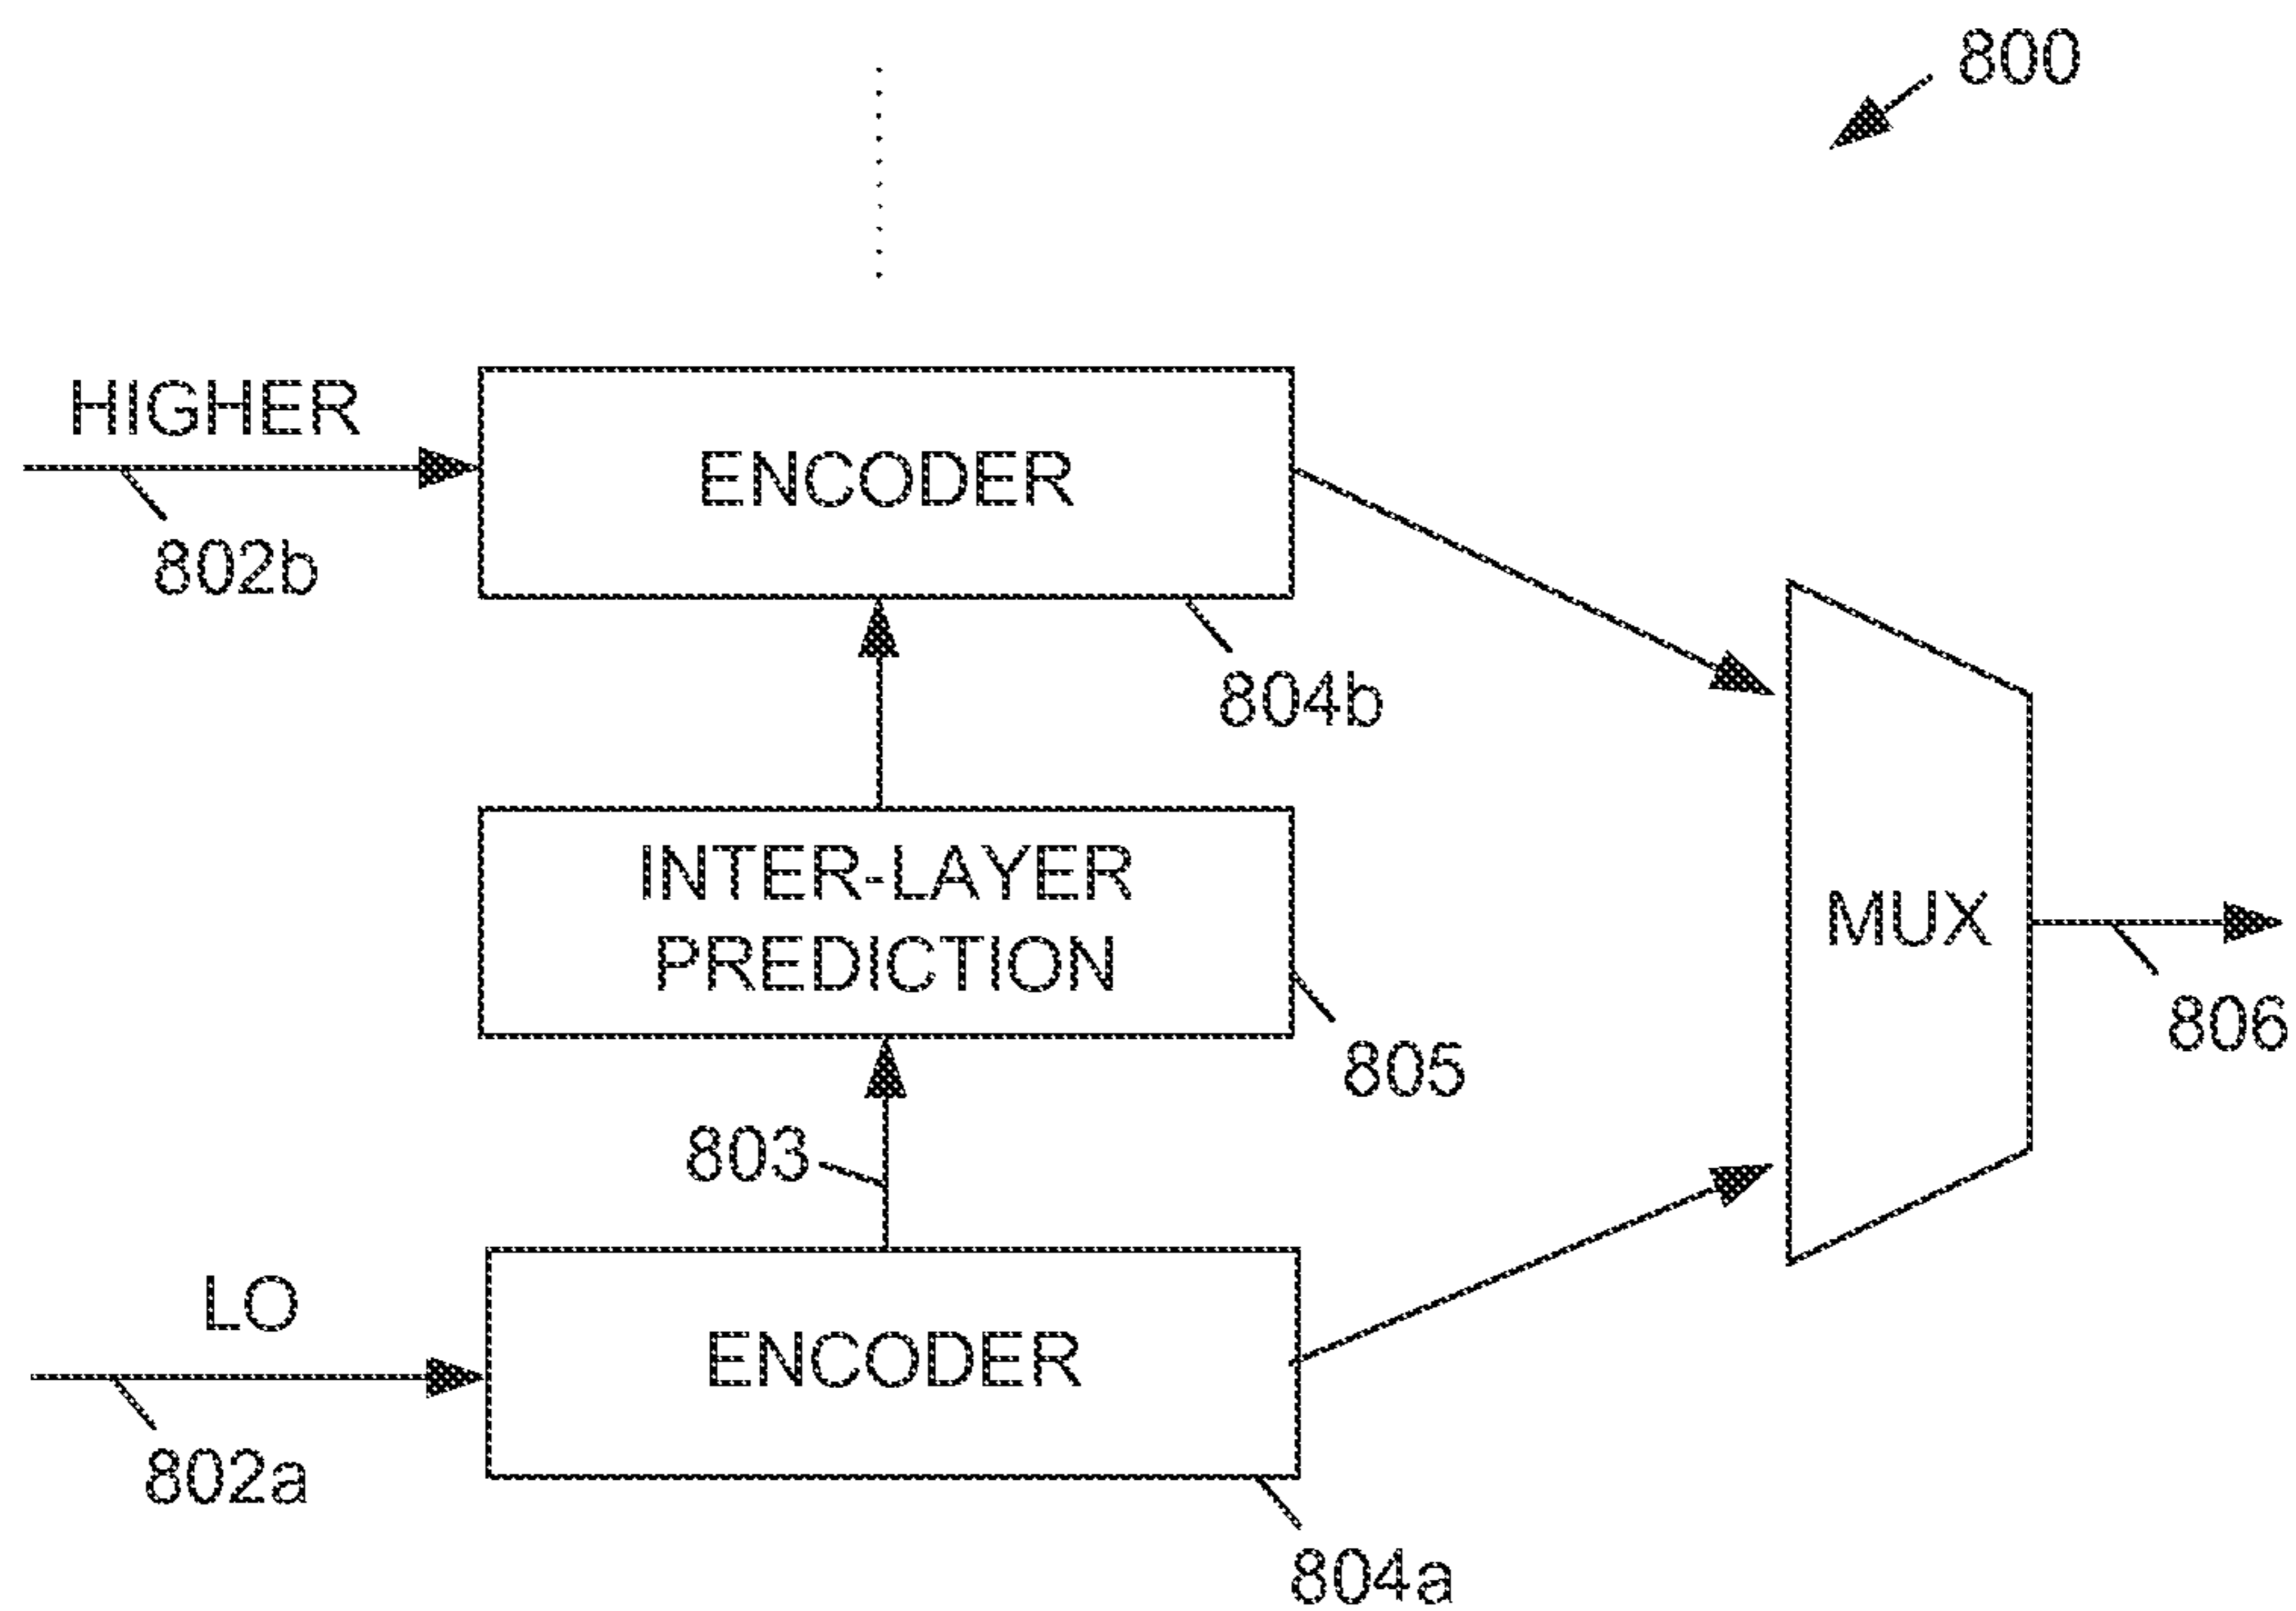 800
HIGHER
ENCODER
802b
804b
INTER-LAYER
PREDICTION
MUX
806
805
803
LO
ENCODER
802a
804a